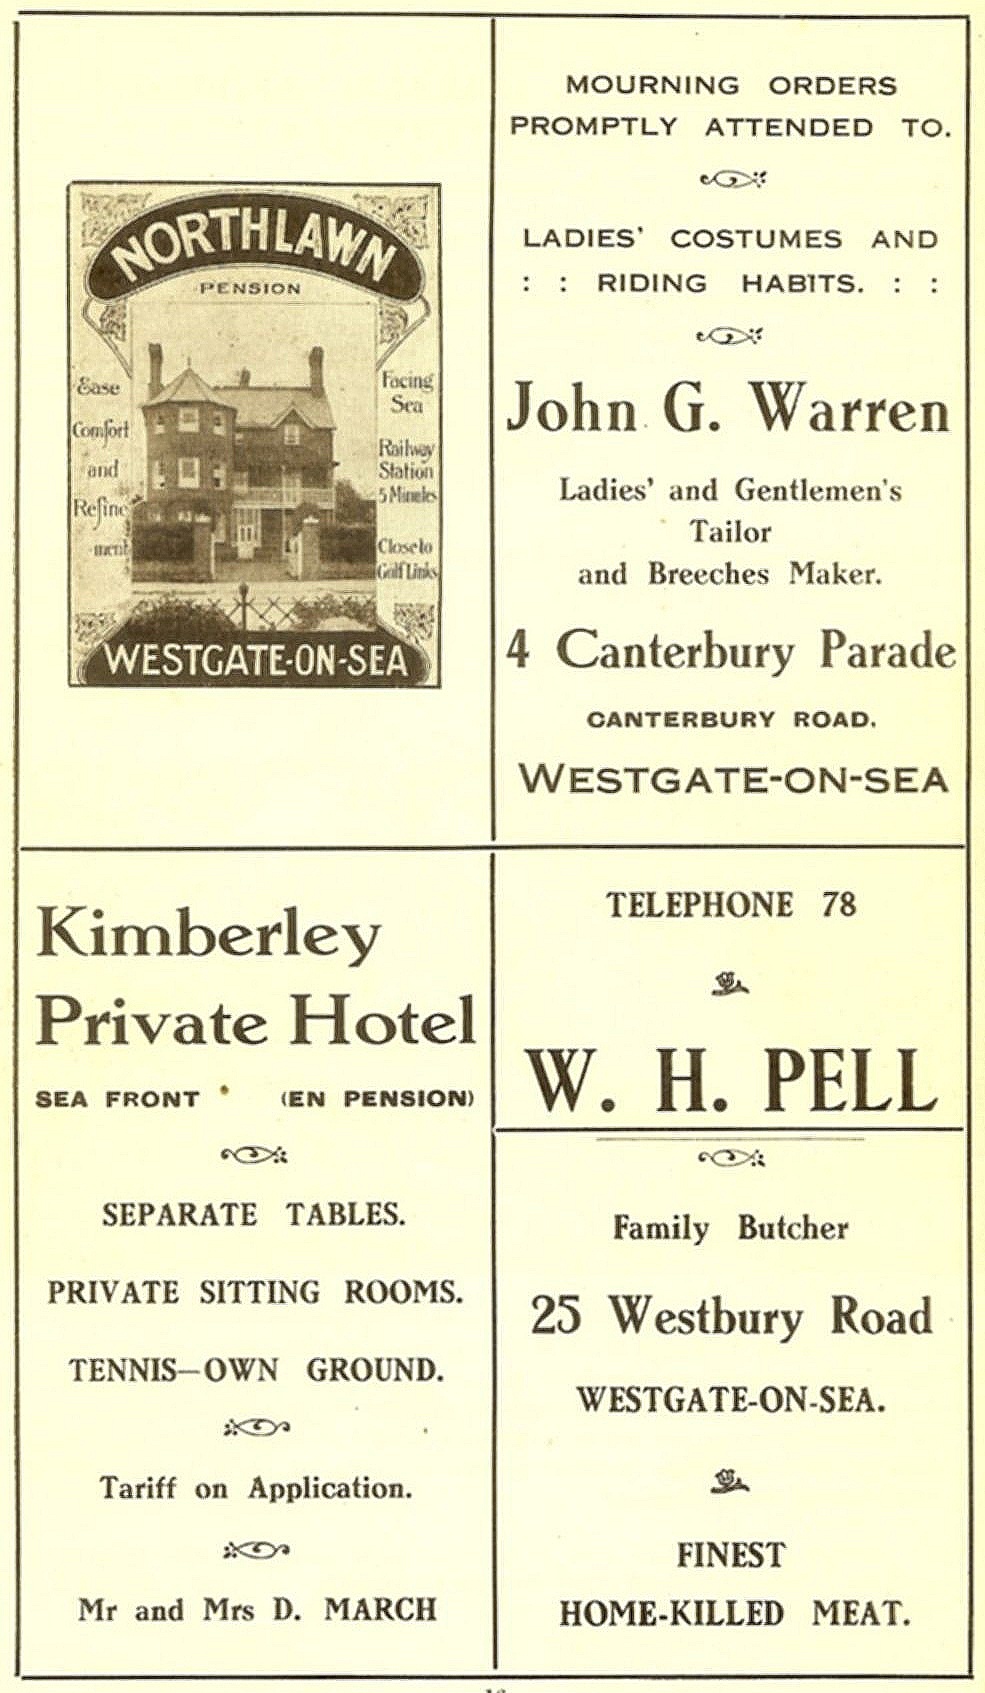 NORTHLAWN
PENSION
Ease
Comfort
and
Refine
ment
Facing
Sea
Railway
Station
5 Minutes
Close to
Golf Links
WESTGATE-ON-SEA
MOURNING ORDERS
PROMPTLY ATTENDED TO.
LADIES' COSTUMES AND
: : RIDING HABITS. : :
John G. Warren
Ladies' and Gentlemen's
Tailor
and Breeches Maker.
4 Canterbury Parade
CANTERBURY ROAD.
WESTGATE-ON-SEA
Kimberley
Private Hotel
SEA FRONT (EN PENSION)
SEPARATE TABLES.
PRIVATE SITTING ROOMS.
TENNIS—OWN GROUND.
Tariff on Application.
Mr and Mrs D. MARCH
TELEPHONE 78
W. H. PELL
Family Butcher
25 Westbury Road
WESTGATE-ON-SEA.
FINEST
HOME-KILLED MEAT.